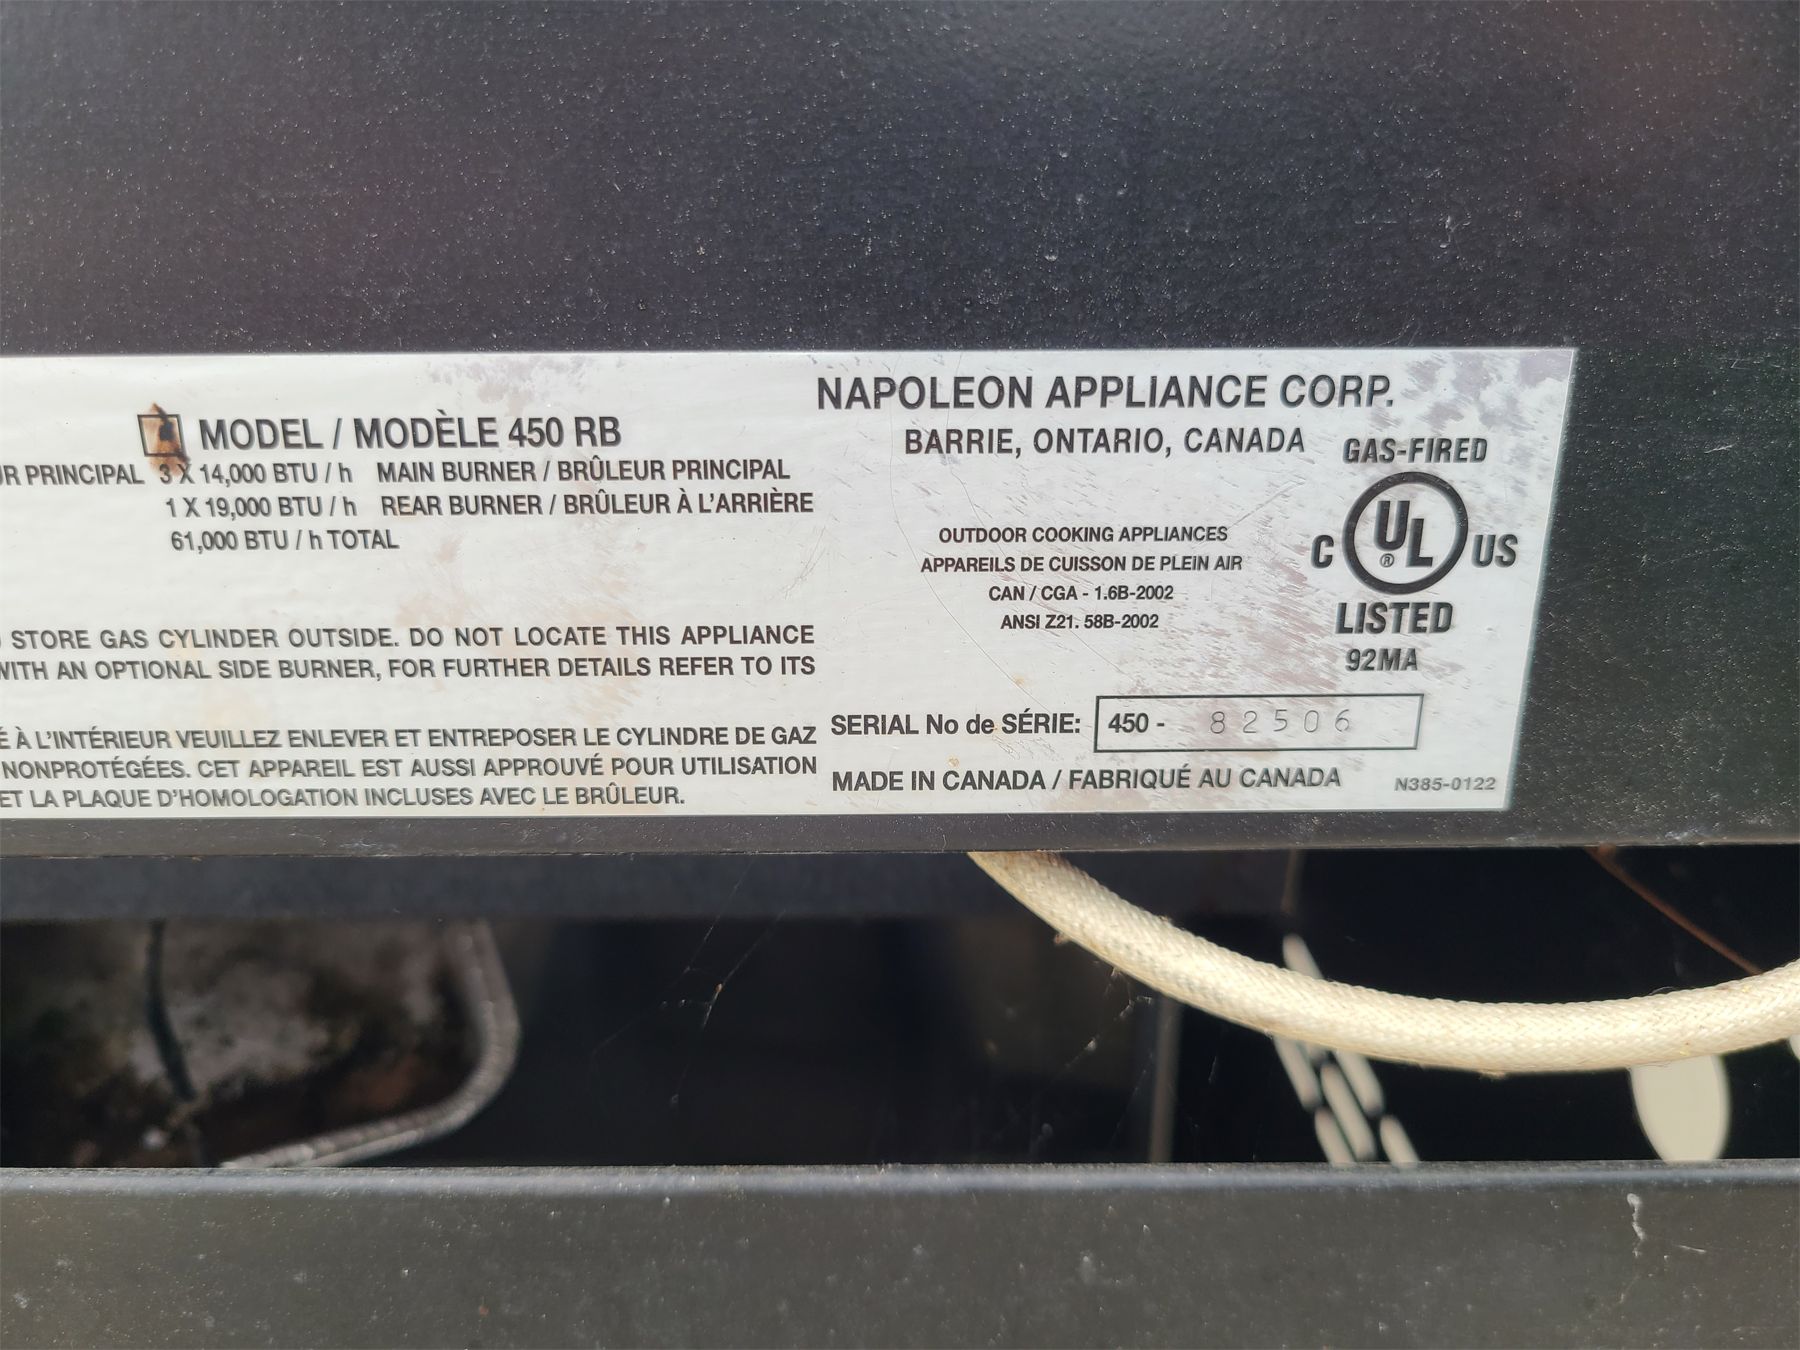 MODEL / MODÈLE 450 RB
UR PRINCIPAL 3 X 14,000 BTU / h MAIN BURNER / BRÛLEUR PRINCIPAL
1 X 19,000 BTU / h REAR BURNER / BRÛLEUR À L'ARRIÈRE
61,000 BTU / h TOTAL
STORE GAS CYLINDER OUTSIDE. DO NOT LOCATE THIS APPLIANCE
WITH AN OPTIONAL SIDE BURNER, FOR FURTHER DETAILS REFER TO ITS
É À L'INTÉRIEUR VEUILLEZ ENLEVER ET ENTREPOSER LE CYLINDRE DE GAZ
NONPROTÉGÉES. CET APPAREIL EST AUSSI APPROUVÉ POUR UTILISATION
ET LA PLAQUE D'HOMOLOGATION INCLUSES AVEC LE BRÛLEUR.
NAPOLEON APPLIANCE CORP.
BARRIE, ONTARIO, CANADA
OUTDOOR COOKING APPLIANCES
APPAREILS DE CUISSON DE PLEIN AIR
CAN / CGA - 1.6B-2002
ANSI Z21. 58B-2002
GAS-FIRED
C UL ® US
LISTED
92MA
SERIAL No de SÉRIE: 450 - 82506
MADE IN CANADA / FABRIQUÉ AU CANADA N385-0122